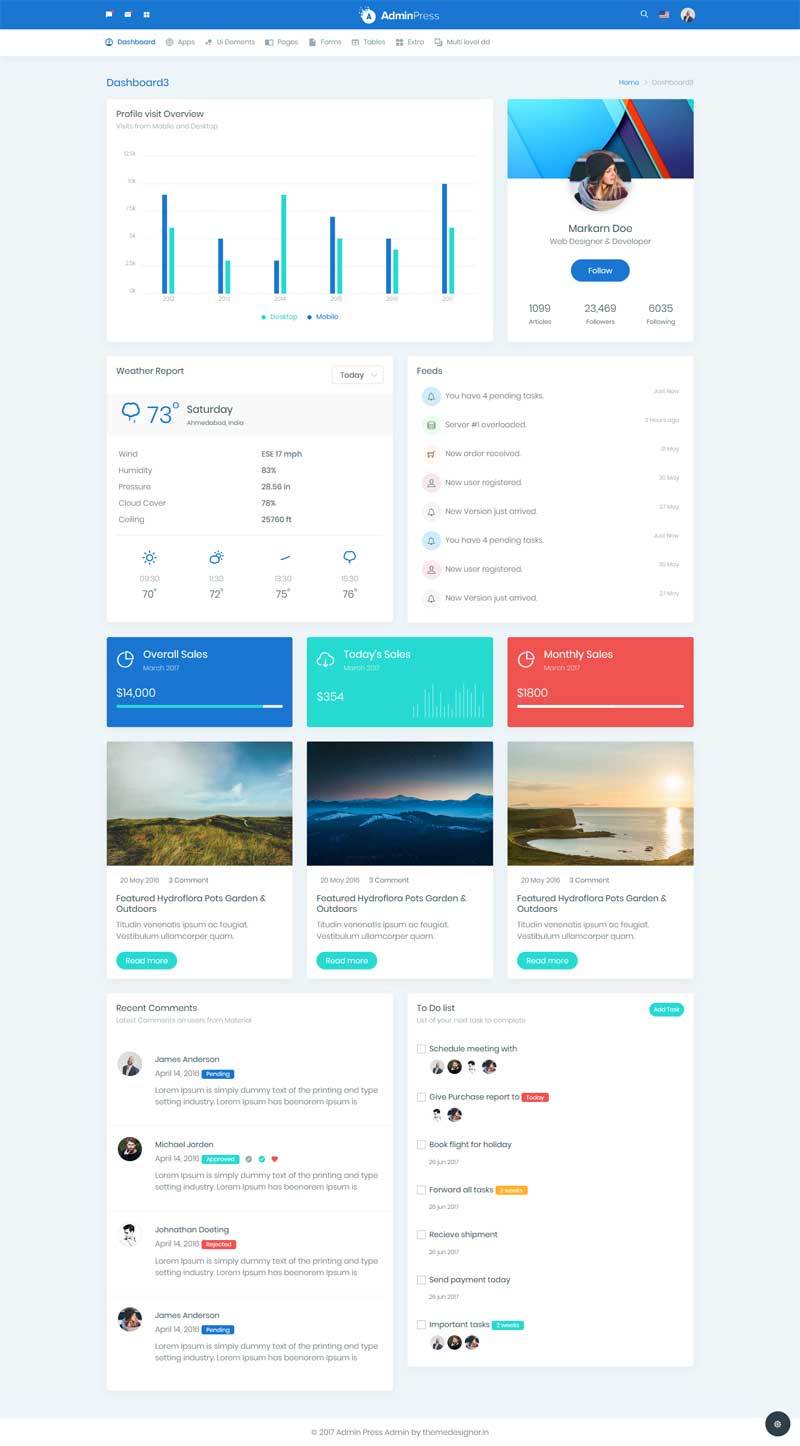 AdminPress
Dashboard
Apps
Ui Elements
Pages
Forms
Tables
Extra
Multi level dd
Dashboard3
Home > Dashboard3
Profile visit Overview
Visits from Mobile and Desktop
12.5k
10k
7.5k
5k
2.5k
0k
2012
2013
2014
2015
2016
2017
Desktop
Mobile
Markarn Doe
Web Designer & Developer
Follow
1099
Articles
23,469
Followers
6035
Following
Weather Report
Today
73°
Saturday
Ahmedabad, India
Wind ESE 17 mph
Humidity 83%
Pressure 28.56 in
Cloud Cover 78%
Ceiling 25760 ft
09:30
11:30
13:30
15:30
70°
72°
75°
76°
Feeds
You have 4 pending tasks. Just Now
Server #1 overloaded. 2 Hours ago
New order received. 31 May
New user registered. 30 May
New Version just arrived. 27 May
You have 4 pending tasks. Just Now
New user registered. 30 May
New Version just arrived. 27 May
Overall Sales
March 2017
$14,000
Today's Sales
March 2017
$354
Monthly Sales
March 2017
$1800
20 May 2016 3 Comment
Featured Hydroflora Pots Garden &
Outdoors
Titudin venenatis ipsum ac feugiat.
Vestibulum ullamcorper quam.
Read more
20 May 2016 3 Comment
Featured Hydroflora Pots Garden &
Outdoors
Titudin venenatis ipsum ac feugiat.
Vestibulum ullamcorper quam.
Read more
20 May 2016 3 Comment
Featured Hydroflora Pots Garden &
Outdoors
Titudin venenatis ipsum ac feugiat.
Vestibulum ullamcorper quam.
Read more
Recent Comments
Latest Comments on users from Material
James Anderson
April 14, 2016 Pending
Lorem Ipsum is simply dummy text of the printing and type
setting industry. Lorem Ipsum has beenorem Ipsum is
Michael Jorden
April 14, 2016 Approved
Lorem Ipsum is simply dummy text of the printing and type
setting industry. Lorem Ipsum has beenorem Ipsum is
Johnathan Doeting
April 14, 2016 Rejected
Lorem Ipsum is simply dummy text of the printing and type
setting industry. Lorem Ipsum has beenorem Ipsum is
James Anderson
April 14, 2016 Pending
Lorem Ipsum is simply dummy text of the printing and type
setting industry. Lorem Ipsum has beenorem Ipsum is
To Do list
List of your next task to complete
Add Task
Schedule meeting with
Give Purchase report to Today
Book flight for holiday
26 jun 2017
Forward all tasks 2 weeks
26 jun 2017
Recieve shipment
26 jun 2017
Send payment today
26 jun 2017
Important tasks 2 weeks
© 2017 Admin Press Admin by themedesigner.in